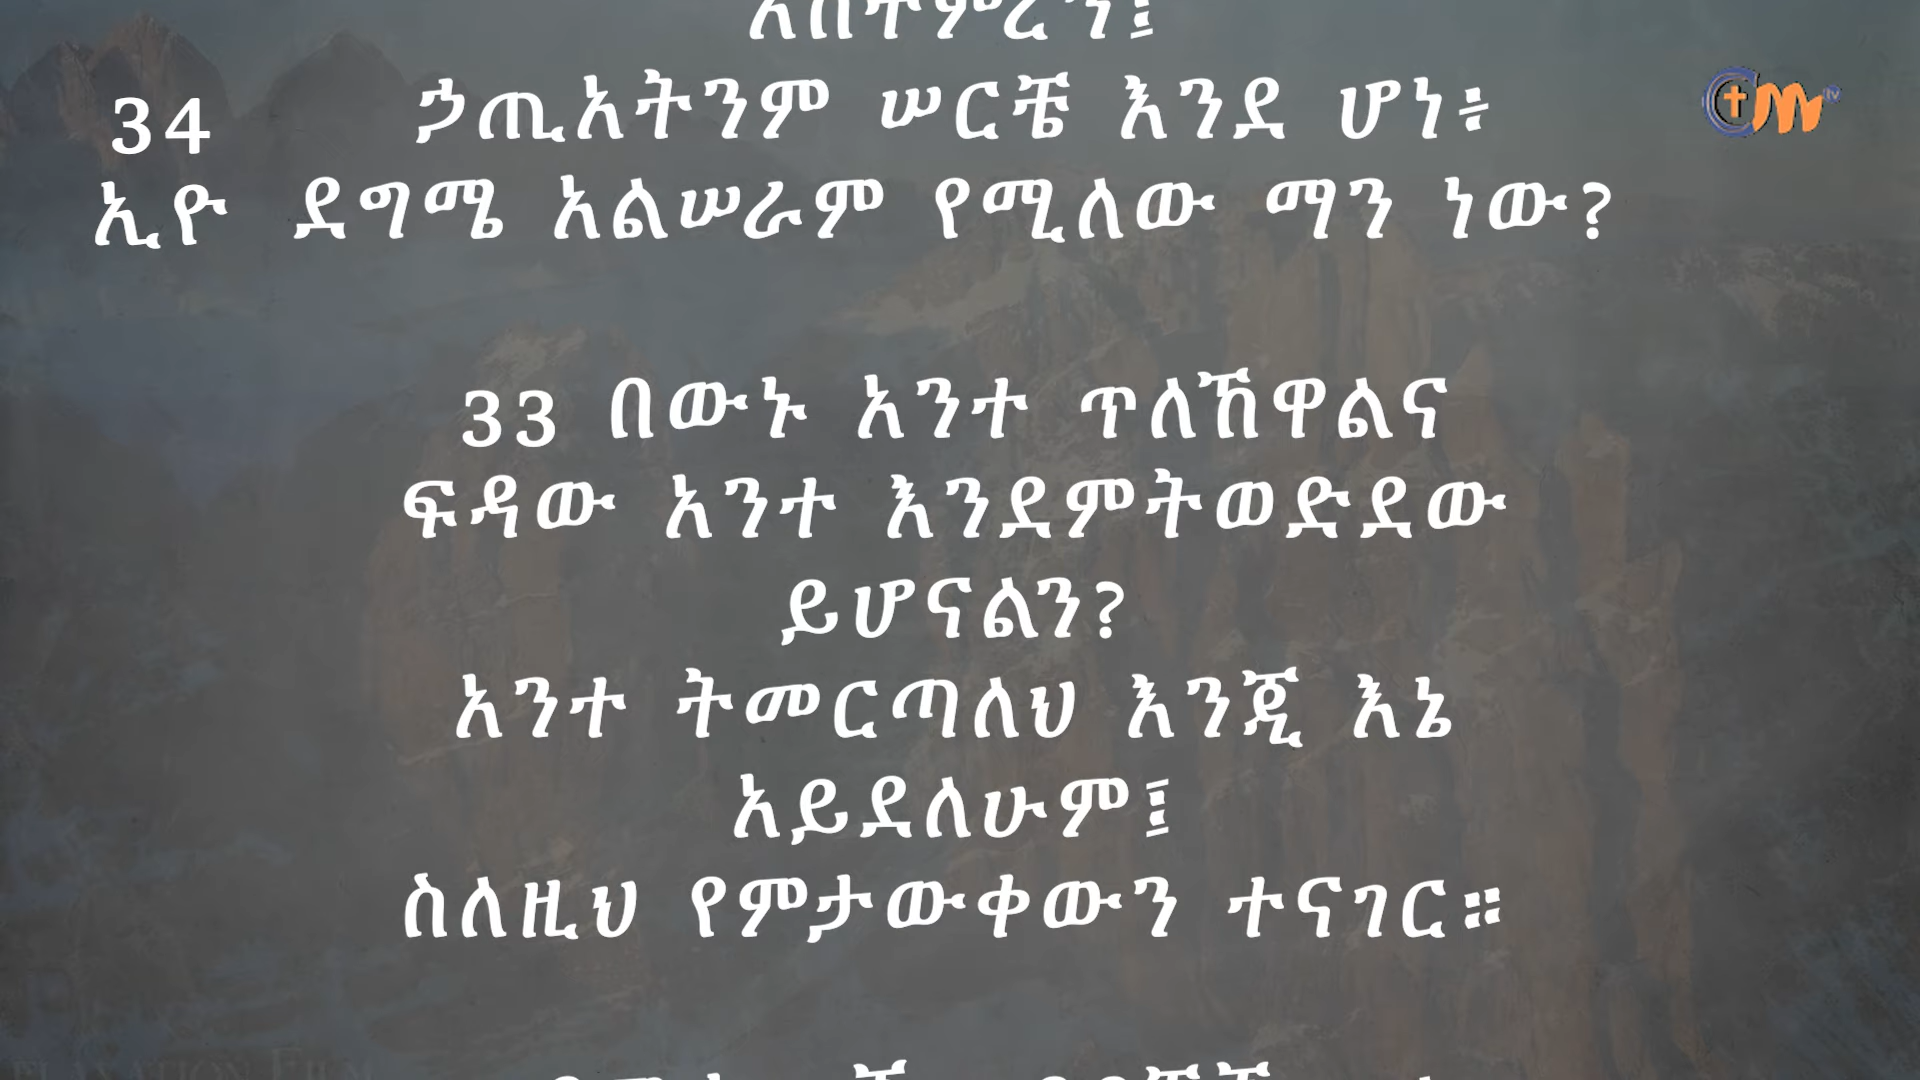 አስተምረኝ፤
34
ኢዮ
ኃጢአትንም ሠርቼ እንደ ሆነ፥
ደግሜ አልሠራም የሚለው ማን ነው?
33 በውኑ አንተ ጥለኸዋልና
ፍዳው አንተ እንደምትወድደው
ይሆናልን?
አንተ ትመርጣለህ እንጂ እኔ
አይደለሁም፤
ስለዚህ የምታውቀውን ተናገር።